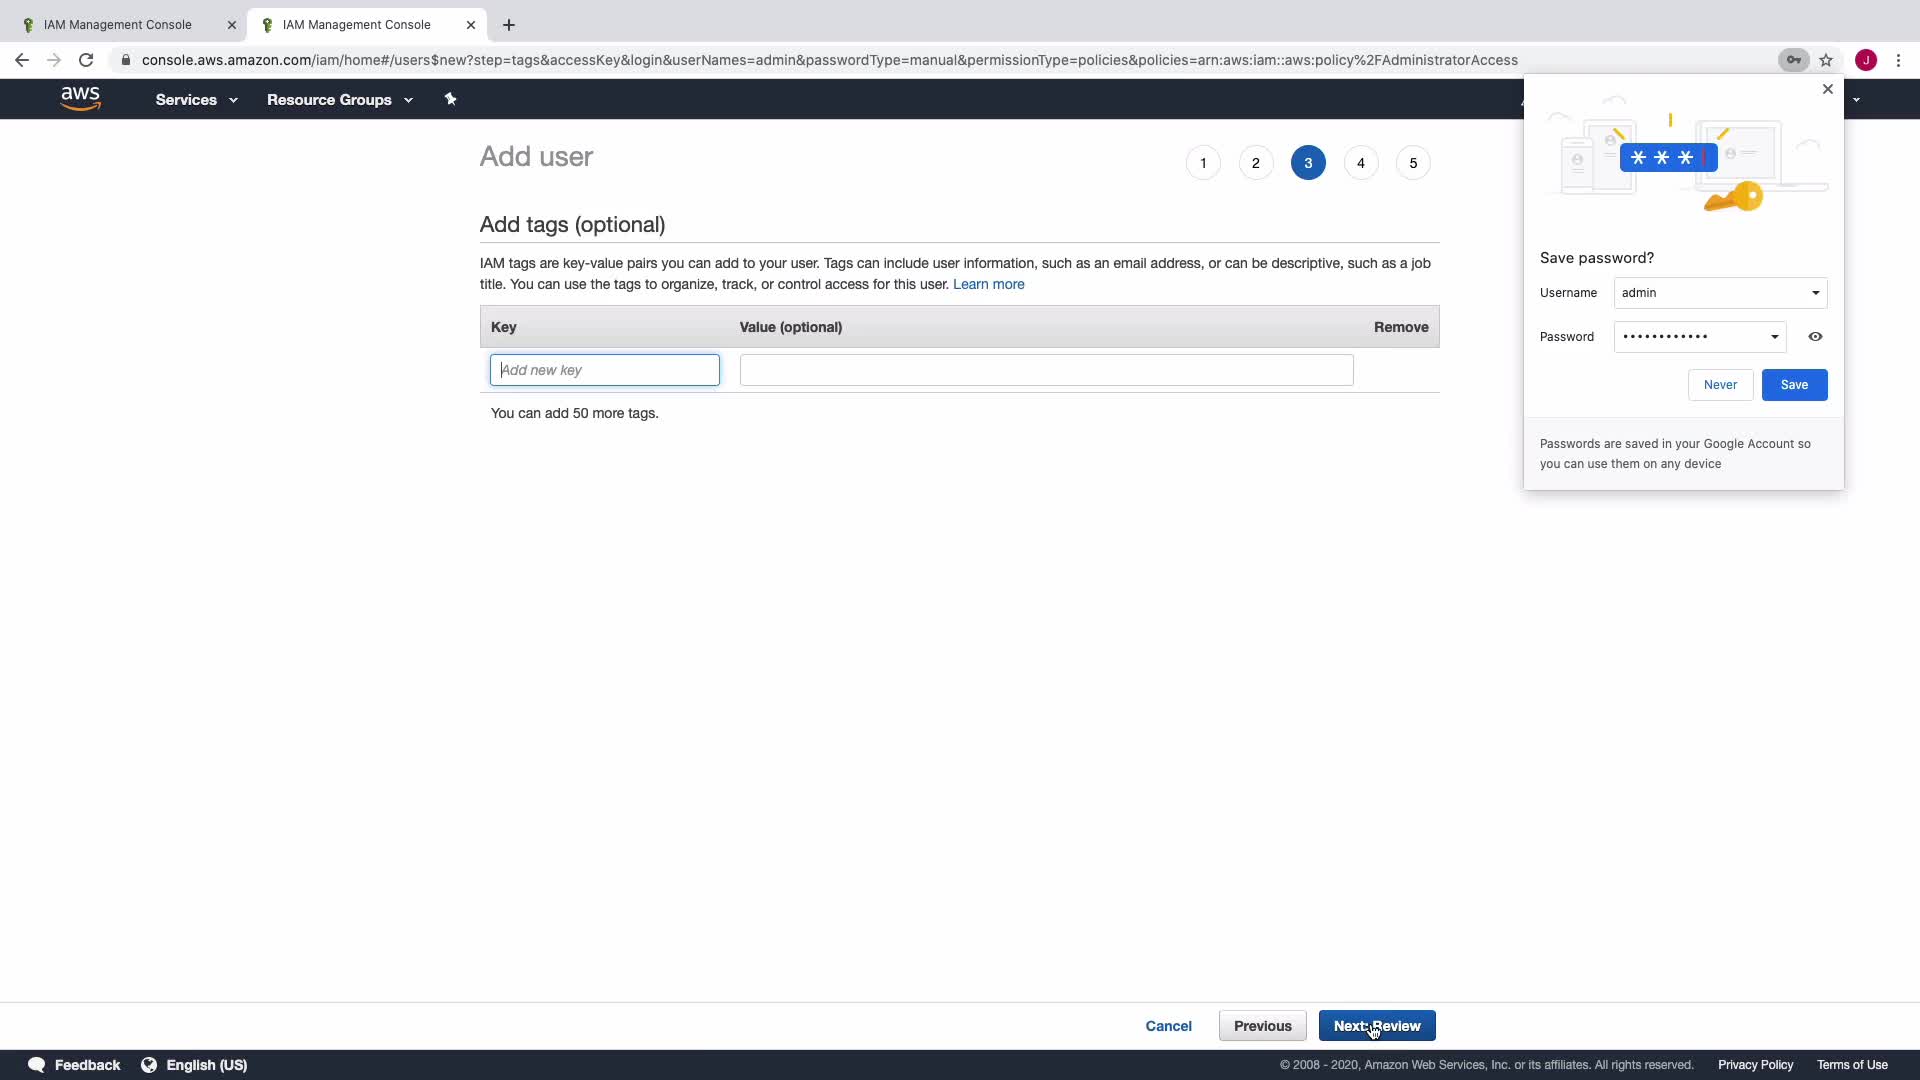 IAM Management Console
IAM Management Console
console.aws.amazon.com/iam/home#/users$new?step=tags&accessKey&login&userNames=admin&passwordType=manual&permissionType=policies&policies=arn:aws:iam::aws:policy%2FAdministratorAccess
J
aws
Services
Resource Groups
Add user
1 2 3 4 5
Add tags (optional)
IAM tags are key-value pairs you can add to your user. Tags can include user information, such as an email address, or can be descriptive, such as a job
title. You can use the tags to organize, track, or control access for this user. Learn more
Key Value (optional) Remove
Add new key
You can add 50 more tags.
* * *
Save password?
Username admin
Password ••••••••••••
Never Save
Passwords are saved in your Google Account so
you can use them on any device
Cancel Previous Next: Review
Feedback English (US)
© 2008 - 2020, Amazon Web Services, Inc. or its affiliates. All rights reserved. Privacy Policy Terms of Use